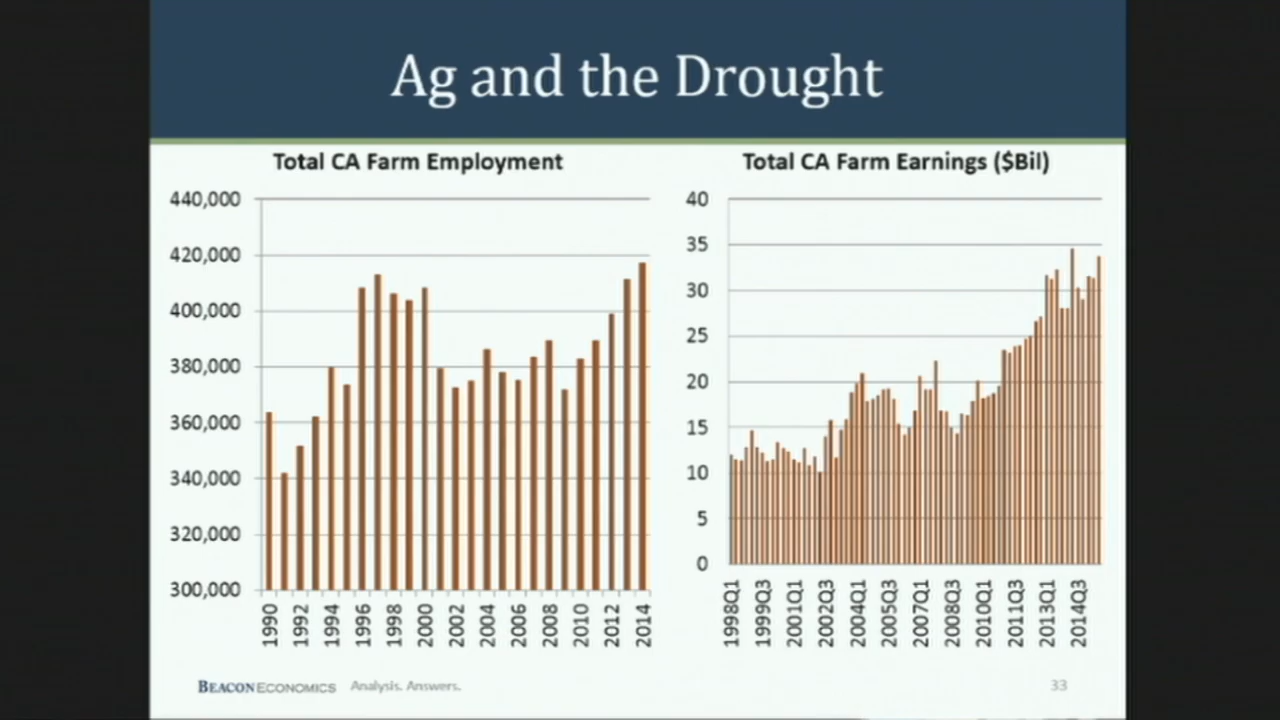 Ag and the Drought
Total CA Farm Employment
440,000
420,000
400,000
380,000
360,000
340,000
320,000
300,000
1990
1992
1994
1996
1998
2000
2002
2004
2006
2008
2010
2012
2014
Total CA Farm Earnings ($Bil)
40
35
30
25
20
15
10
5
0
1998Q1
1999Q3
2001Q1
2002Q3
2004Q1
2005Q3
2007Q1
2008Q3
2010Q1
2011Q3
2013Q1
2014Q3
BEACON ECONOMICS Analysis. Answers.
33